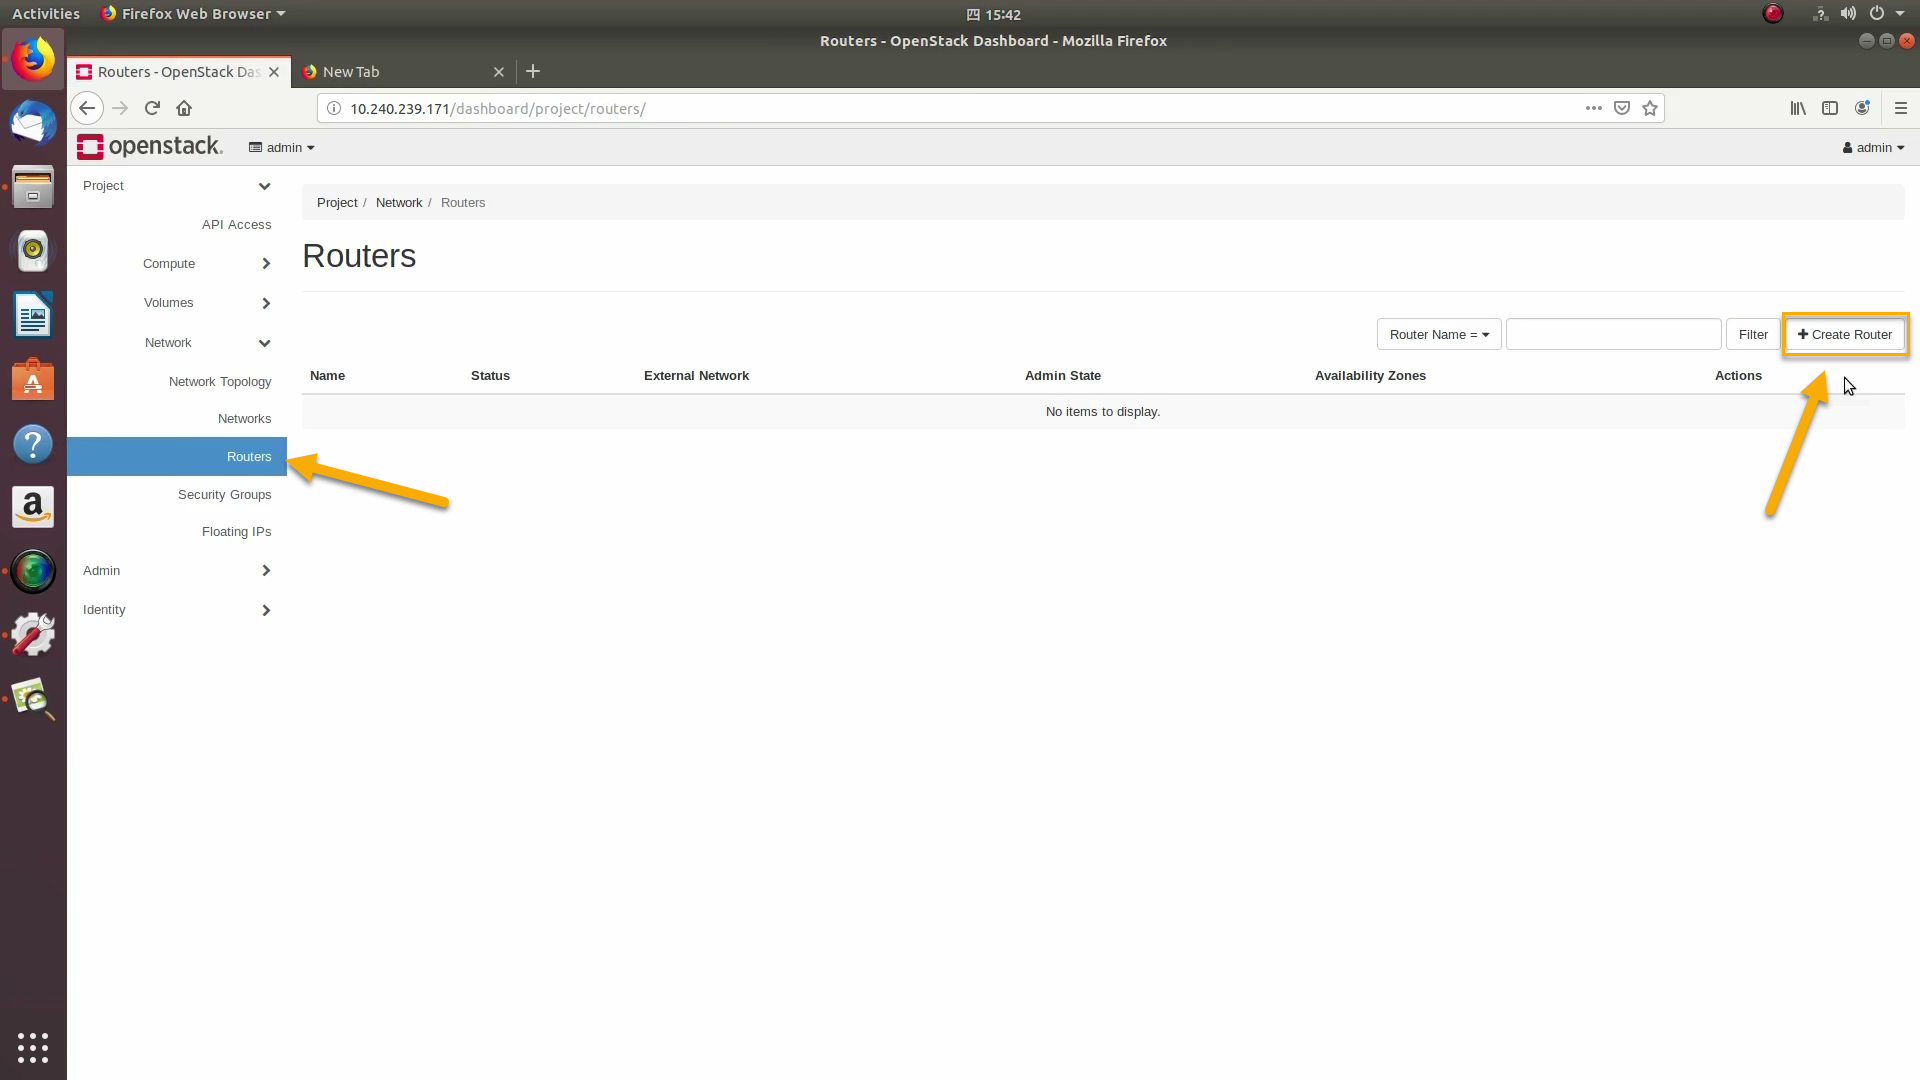 Activities Firefox Web Browser 四 15:42
Routers - OpenStack Dashboard - Mozilla Firefox
Routers - OpenStack Das New Tab
10.240.239.171/dashboard/project/routers/
openstack. admin admin
Project
API Access
Compute
Volumes
Network
Network Topology
Networks
Routers
Security Groups
Floating IPs
Admin
Identity
Project / Network / Routers
Routers
Router Name = Filter Create Router
Name Status External Network Admin State Availability Zones Actions
No items to display.